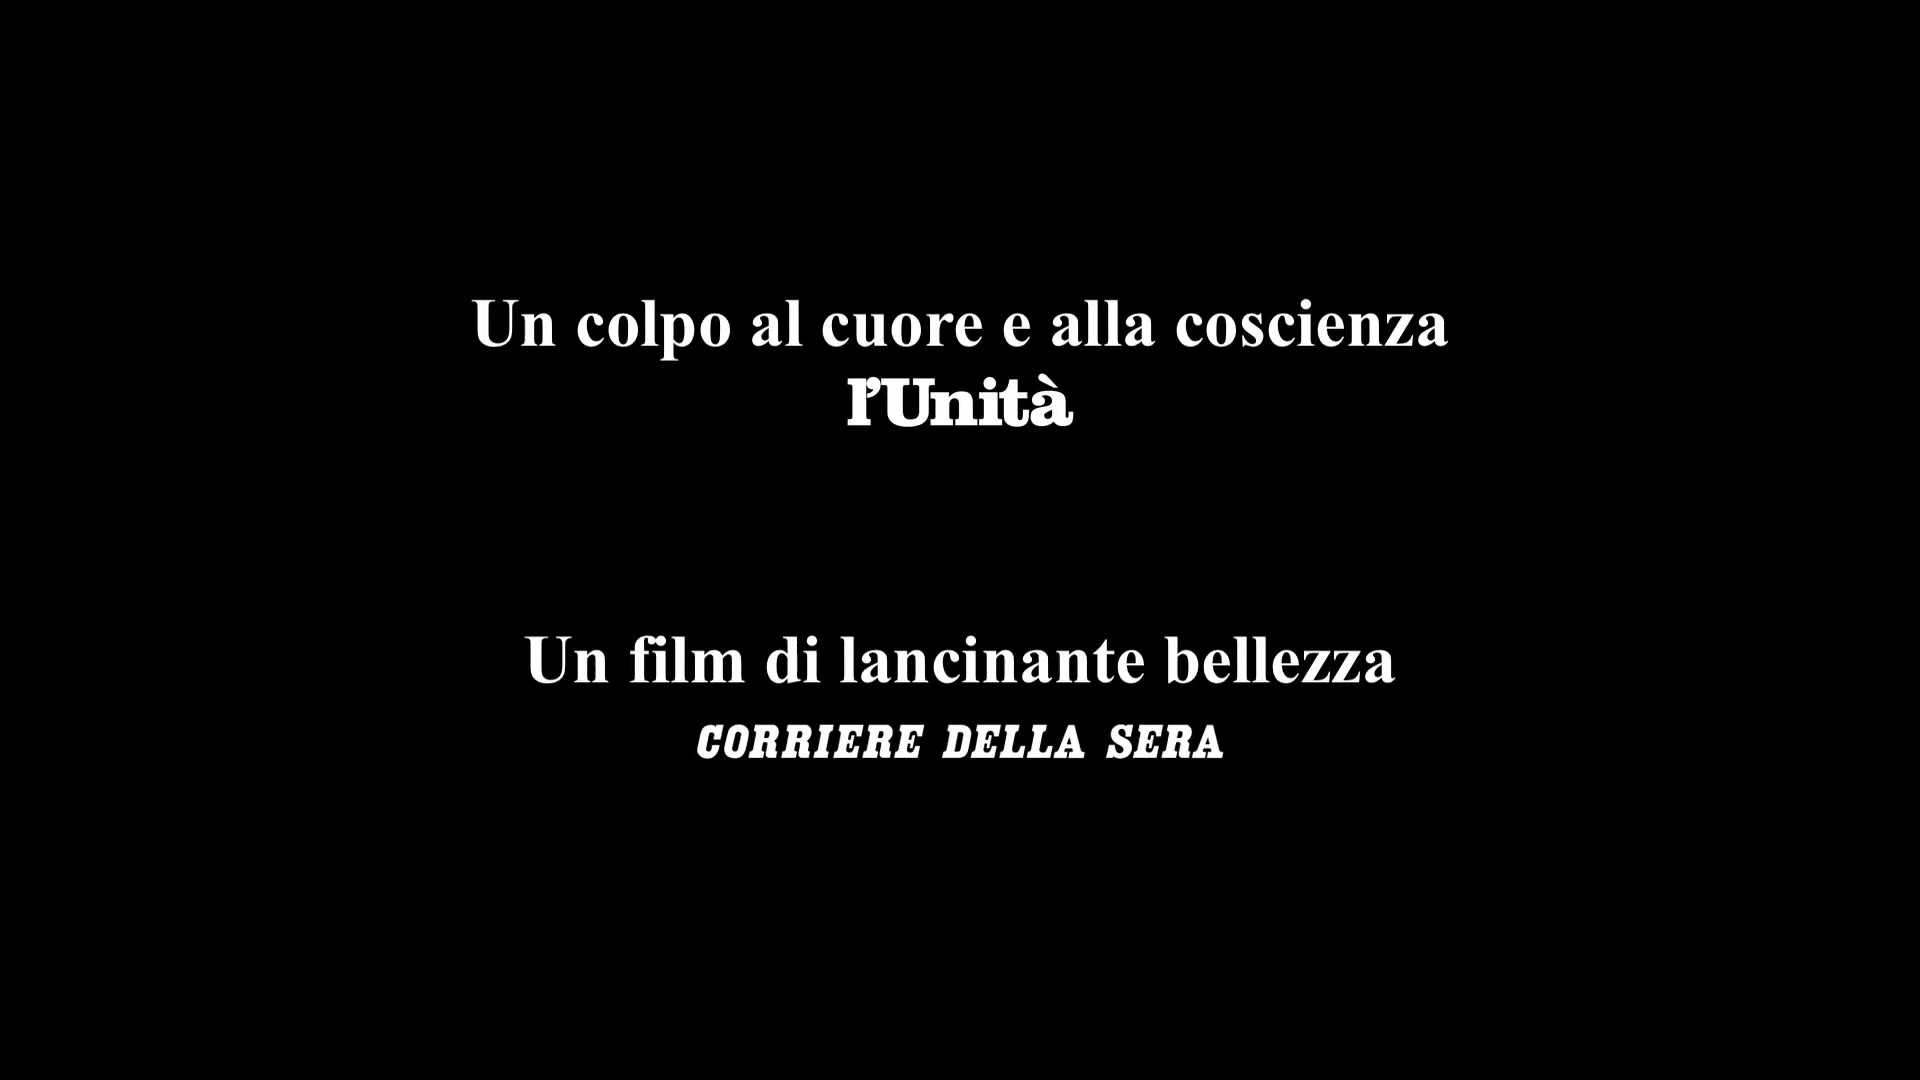 Un colpo al cuore e alla coscienza
l'Unità
Un film di lancinante bellezza
CORRIERE DELLA SERA